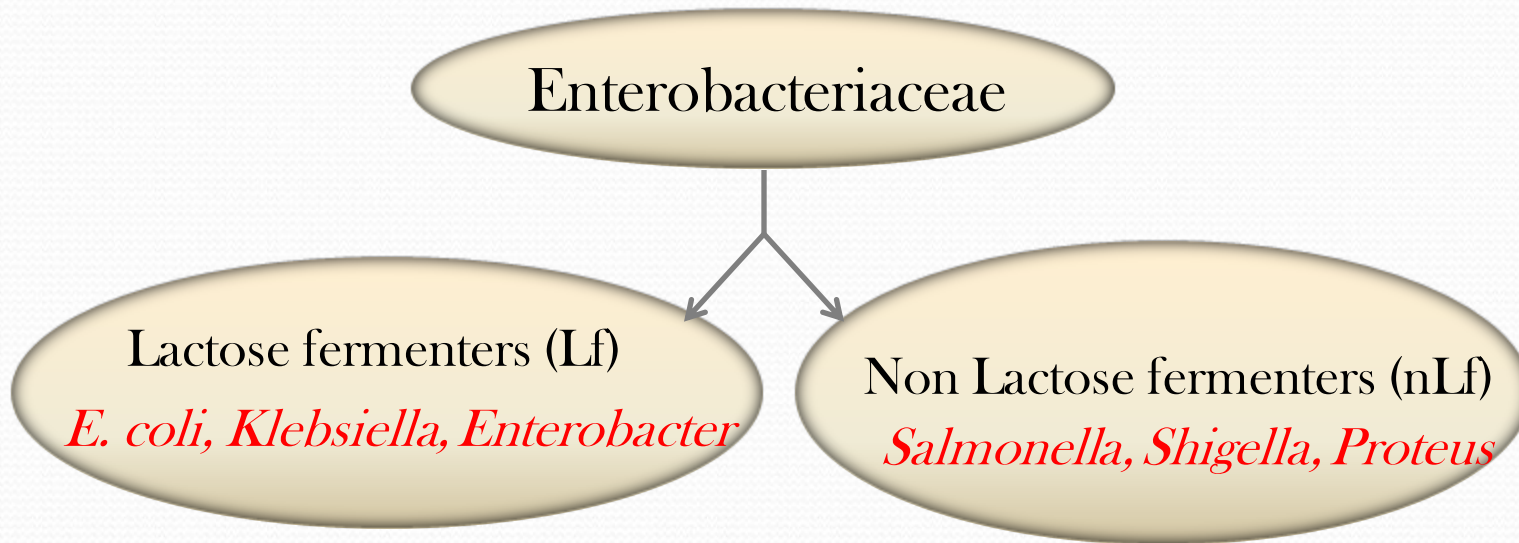 Enterobacteriaceae
Lactose fermenters (Lf)
E. coli, Klebsiella, Enterobacter
Non Lactose fermenters (nLf)
Salmonella, Shigella, Proteus